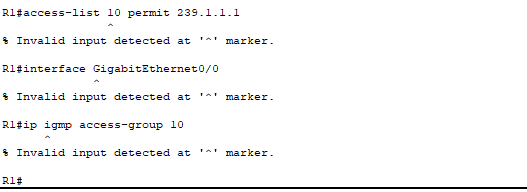 R1#access-list 10 permit 239.1.1.1
^
% Invalid input detected at '^' marker.
R1#interface GigabitEthernet0/0
^
% Invalid input detected at '^' marker.
R1#ip igmp access-group 10
^
% Invalid input detected at '^' marker.
R1#